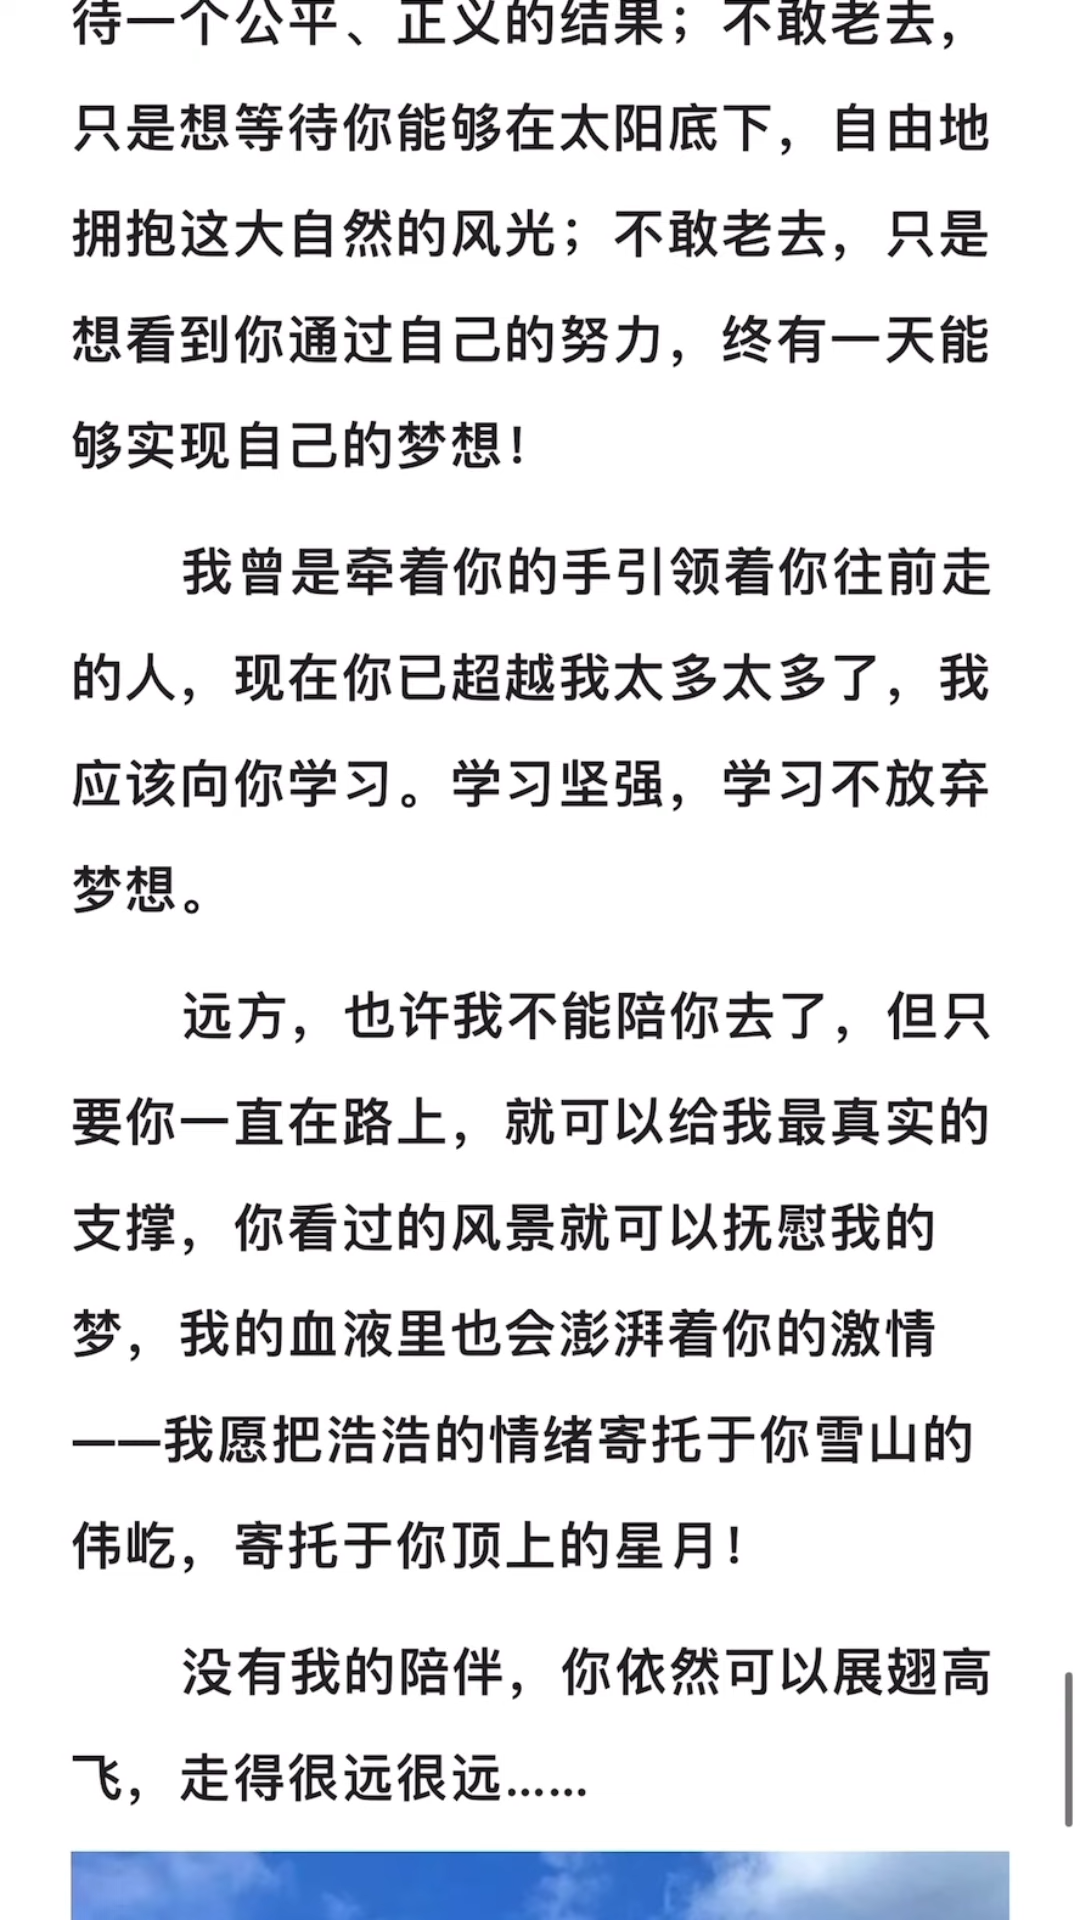 待一个公平、正义的结果；不敢老去，
只是想等待你能够在太阳底下，自由地
拥抱这大自然的风光；不敢老去，只是
想看到你通过自己的努力，终有一天能
够实现自己的梦想！
我曾是牵着你的手引领着你往前走
的人，现在你已超越我太多太多了，我
应该向你学习。学习坚强，学习不放弃
梦想。
远方，也许我不能陪你去了，但只
要你一直在路上，就可以给我最真实的
支撑，你看过的风景就可以抚慰我的
梦，我的血液里也会澎湃着你的激情
——我愿把浩浩的情绪寄托于你雪山的
伟屹，寄托于你顶上的星月！
没有我的陪伴，你依然可以展翅高
飞，走得很远很远……